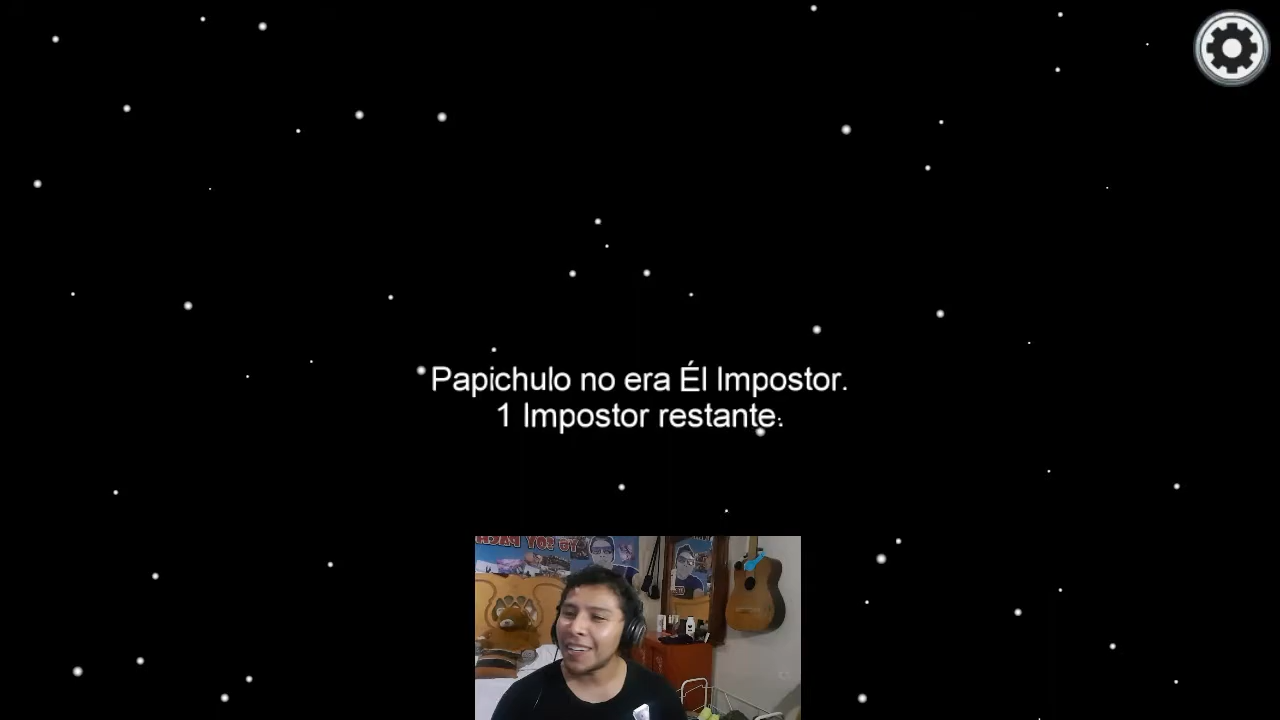 Papichulo no era Él Impostor.
1 Impostor restante.